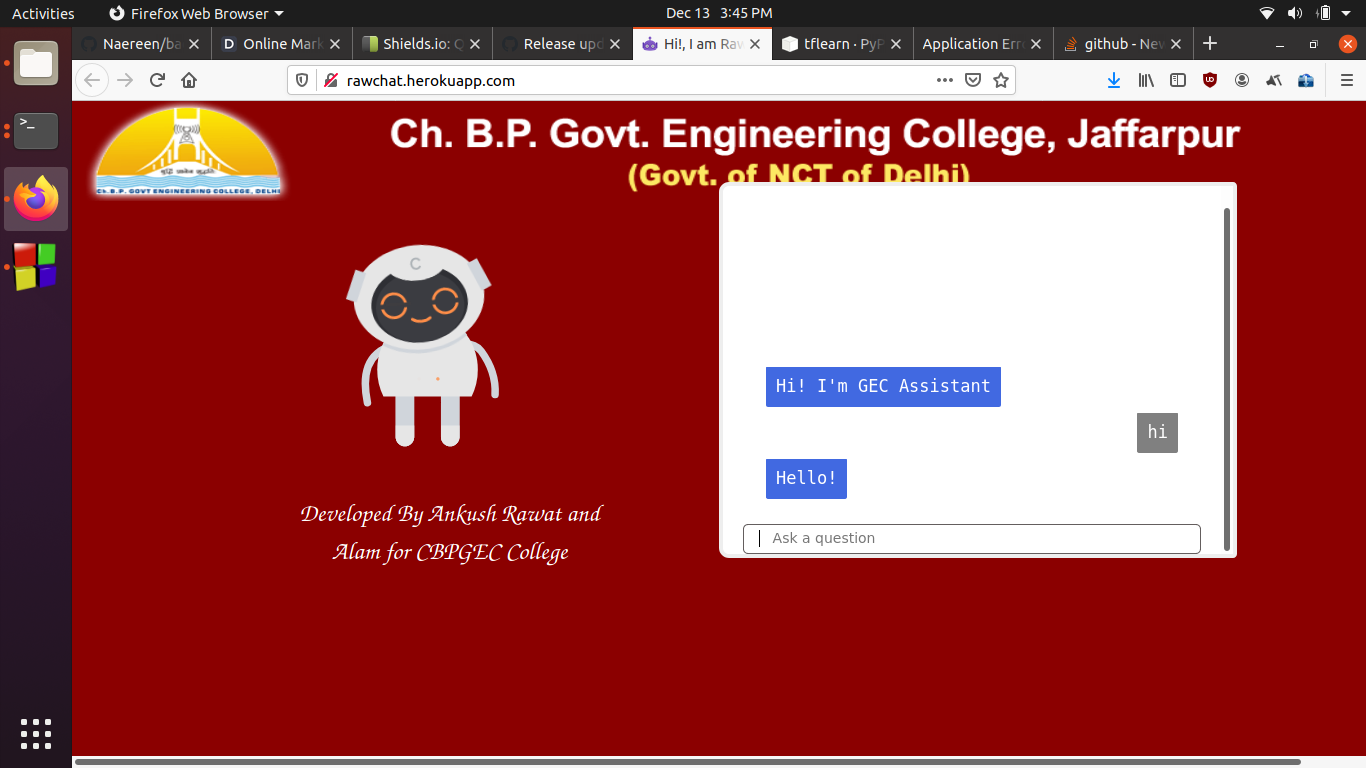 Activities
Firefox Web Browser
Dec 13 3:45 PM
Naereen/ba
Online Mark
Shields.io: Q
Release upd
Hi!, I am Raw
tflearn · PyP
Application Erro
github - New
rawchat.herokuapp.com
Ch. B.P. Govt. Engineering College, Jaffarpur
(Govt. of NCT of Delhi)
Ch. B.P. GOVT ENGINEERING COLLEGE, DELHI
C
Hi! I'm GEC Assistant
hi
Hello!
Ask a question
Developed By Ankush Rawat and
Alam for CBPGEC College